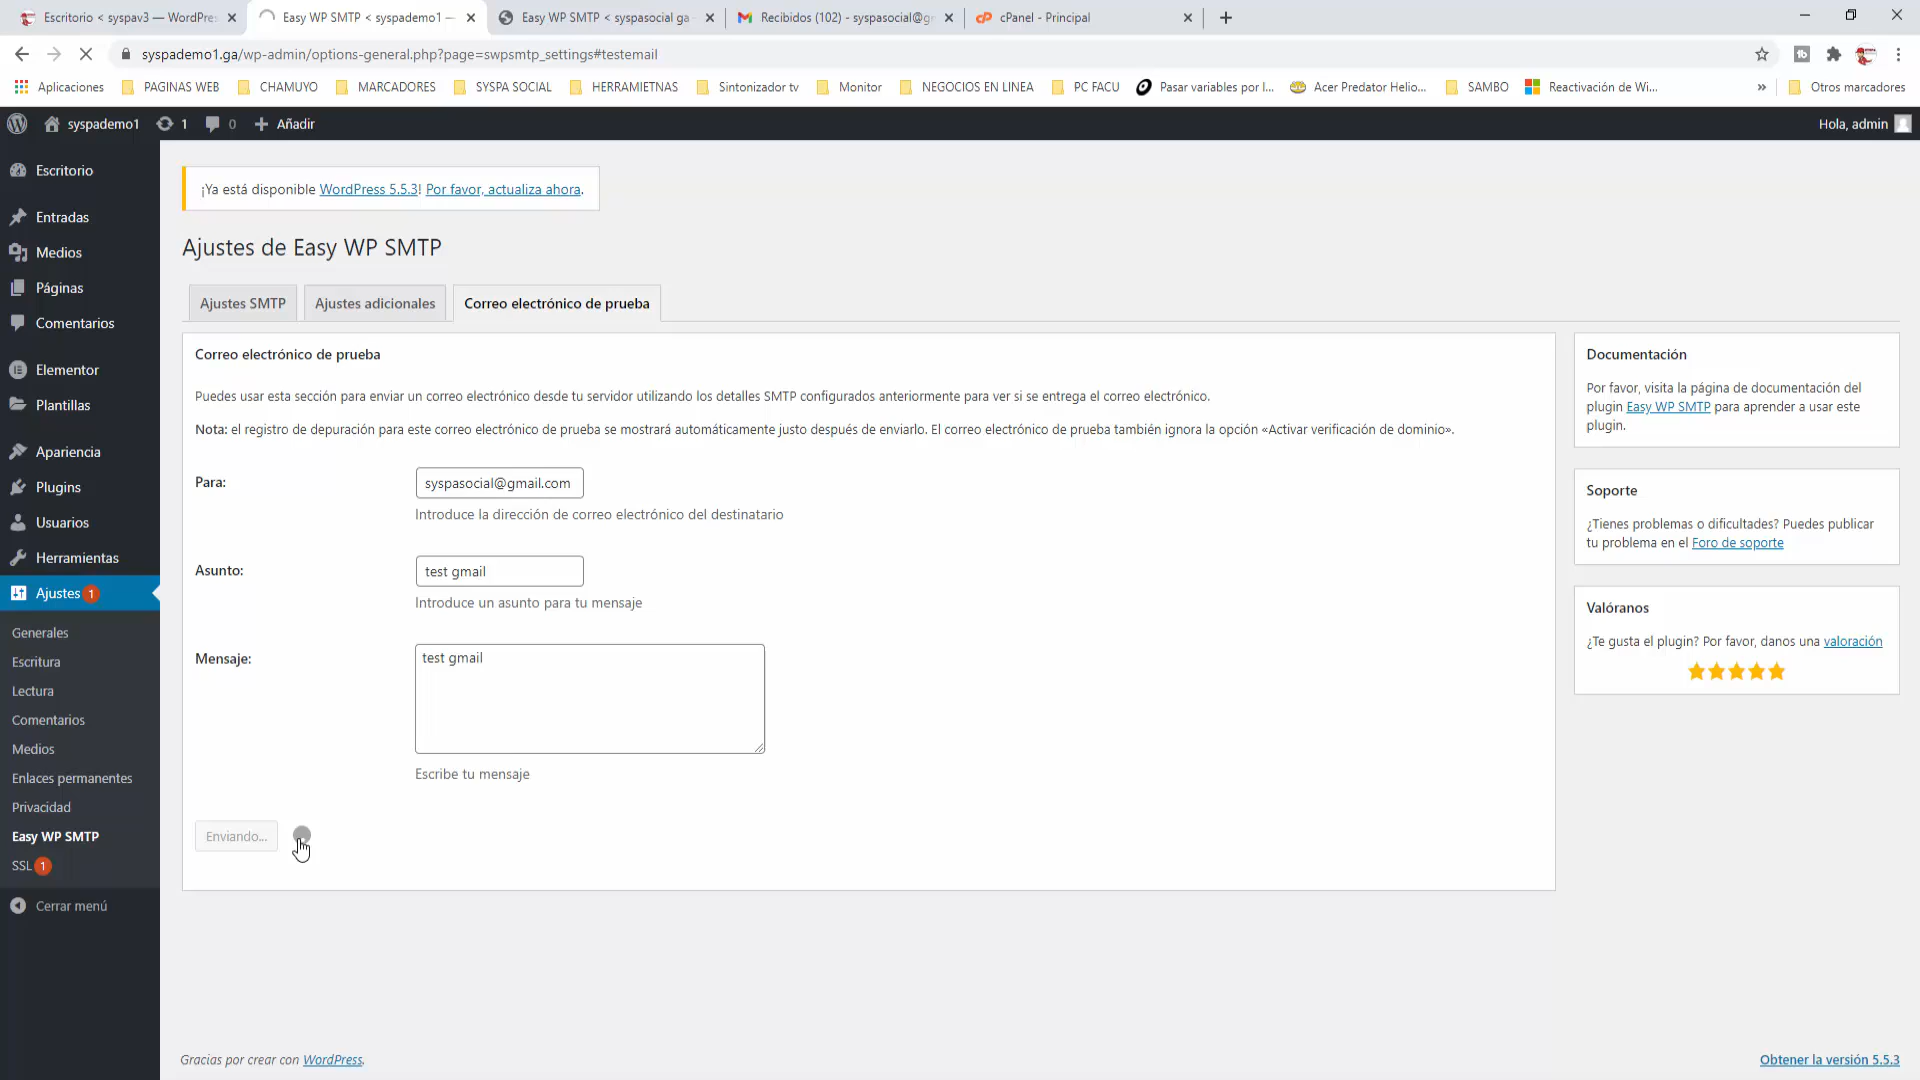 Escritorio < syspav3 — WordPre
Easy WP SMTP < syspademo1 —
Easy WP SMTP < syspasocial ga
Recibidos (102) - syspasocial@g
cPanel - Principal
syspademo1.ga/wp-admin/options-general.php?page=swpsmtp_settings#testemail
Aplicaciones
PAGINAS WEB
CHAMUYO
MARCADORES
SYSPA SOCIAL
HERRAMIETNAS
Sintonizador tv
Monitor
NEGOCIOS EN LINEA
PC FACU
Pasar variables por l...
Acer Predator Helio...
SAMBO
Reactivación de Wi...
»
Otros marcadores
syspademo1
1
0
Añadir
Hola, admin
Escritorio
Entradas
Medios
Páginas
Comentarios
Elementor
Plantillas
Apariencia
Plugins
Usuarios
Herramientas
Ajustes 1
Generales
Escritura
Lectura
Comentarios
Medios
Enlaces permanentes
Privacidad
Easy WP SMTP
SSL 1
Cerrar menú
¡Ya está disponible WordPress 5.5.3! Por favor, actualiza ahora.
Ajustes de Easy WP SMTP
Ajustes SMTP
Ajustes adicionales
Correo electrónico de prueba
Correo electrónico de prueba
Puedes usar esta sección para enviar un correo electrónico desde tu servidor utilizando los detalles SMTP configurados anteriormente para ver si se entrega el correo electrónico.
Nota: el registro de depuración para este correo electrónico de prueba se mostrará automáticamente justo después de enviarlo. El correo electrónico de prueba también ignora la opción «Activar verificación de dominio».
Para:
syspasocial@gmail.com
Introduce la dirección de correo electrónico del destinatario
Asunto:
test gmail
Introduce un asunto para tu mensaje
Mensaje:
test gmail
Escribe tu mensaje
Enviando...
Documentación
Por favor, visita la página de documentación del
plugin Easy WP SMTP para aprender a usar este
plugin.
Soporte
¿Tienes problemas o dificultades? Puedes publicar
tu problema en el Foro de soporte
Valóranos
¿Te gusta el plugin? Por favor, danos una valoración
Gracias por crear con WordPress.
Obtener la versión 5.5.3